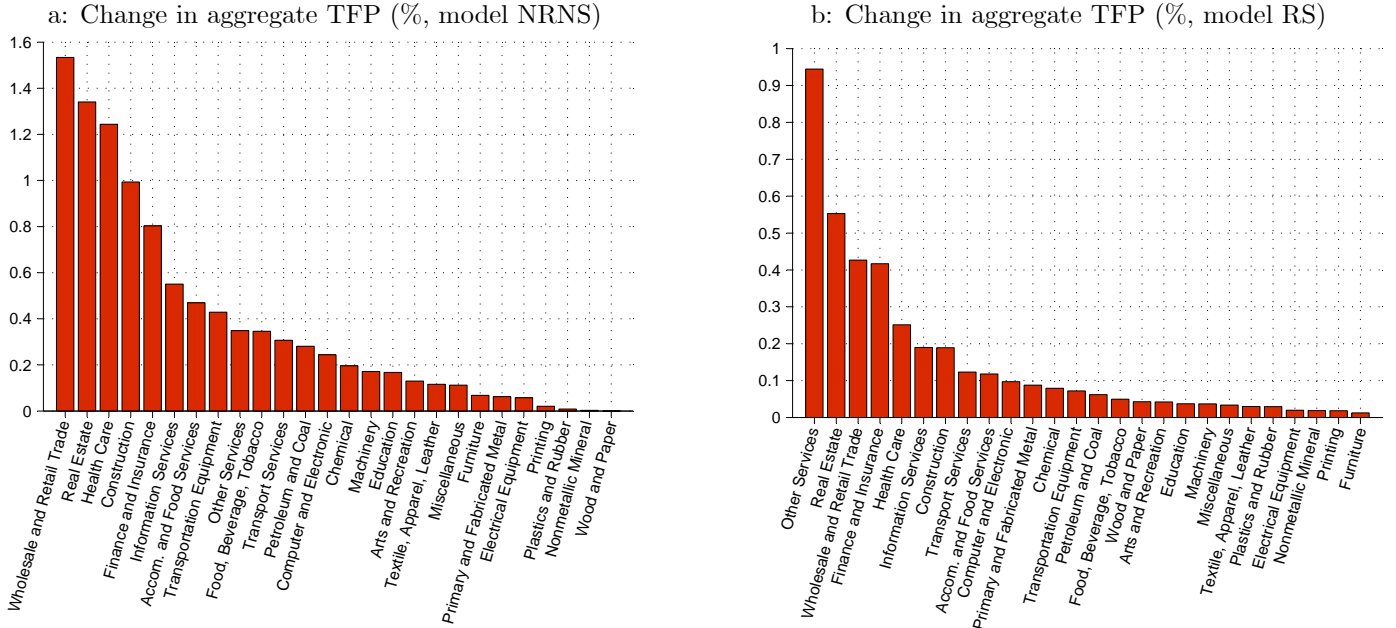 a: Change in aggregate TFP (%, model NRNS)
1.6
1.4
1.2
1
0.8
0.6
0.4
0.2
0
Wholesale and Retail Trade
Real Estate
Health Care
Construction
Finance and Insurance
Information Services
Accom. and Food Services
Transportation Equipment
Other Services
Food, Beverage, Tobacco
Transport Services
Petroleum and Coal
Computer and Electronic
Chemical
Machinery
Education
Arts and Recreation
Textile, Apparel, Leather
Miscellaneous
Furniture
Primary and Fabricated Metal
Electrical Equipment
Printing
Plastics and Rubber
Nonmetallic Mineral
Wood and Paper
b: Change in aggregate TFP (%, model RS)
1
0.9
0.8
0.7
0.6
0.5
0.4
0.3
0.2
0.1
0
Other Services
Real Estate
Wholesale and Retail Trade
Finance and Insurance
Health Care
Information Services
Construction
Transport Services
Accom. and Food Services
Computer and Electronic
Primary and Fabricated Metal
Chemical
Transportation Equipment
Petroleum and Coal
Food, Beverage, Tobacco
Wood and Paper
Arts and Recreation
Education
Machinery
Miscellaneous
Textile, Apparel, Leather
Plastics and Rubber
Electrical Equipment
Nonmetallic Mineral
Printing
Furniture